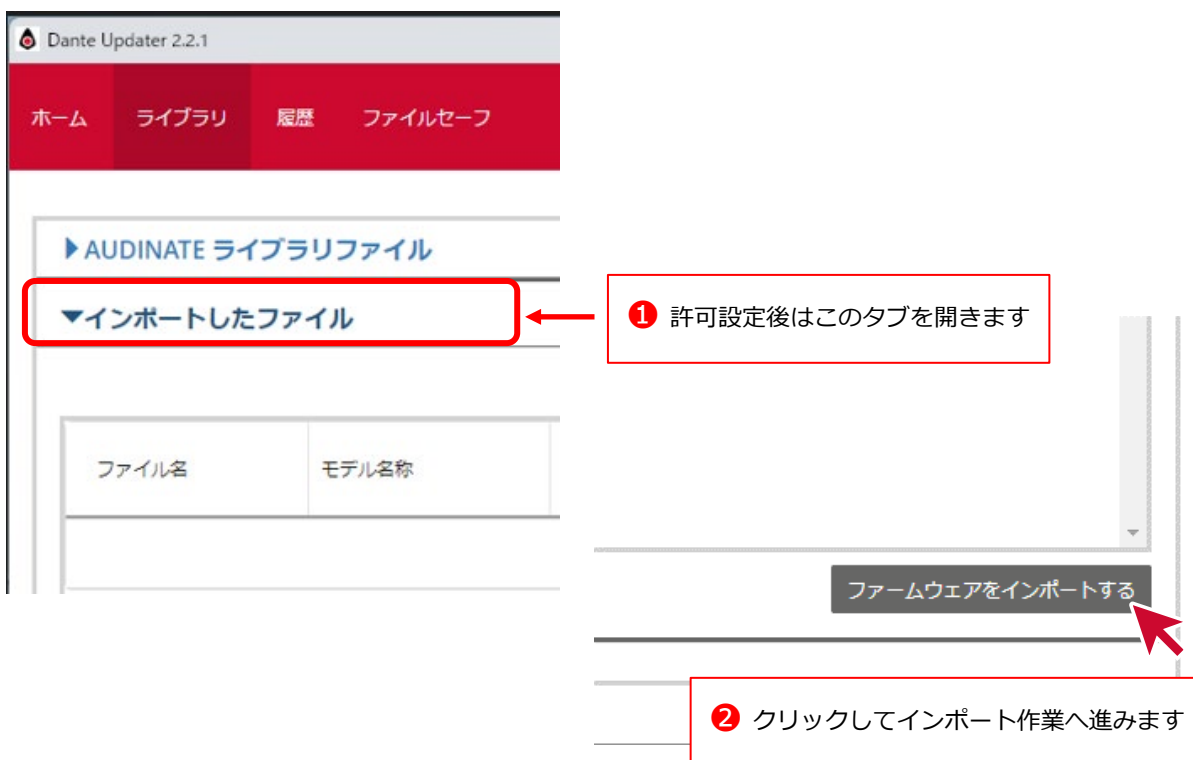 Dante Updater 2.2.1
ホーム ライブラリ 履歴 ファイルセーフ
▶AUDINATE ライブラリファイル
▼インポートしたファイル
❶ 許可設定後はこのタブを開きます
ファイル名 モデル名称
ファームウェアをインポートする
❷ クリックしてインポート作業へ進みます